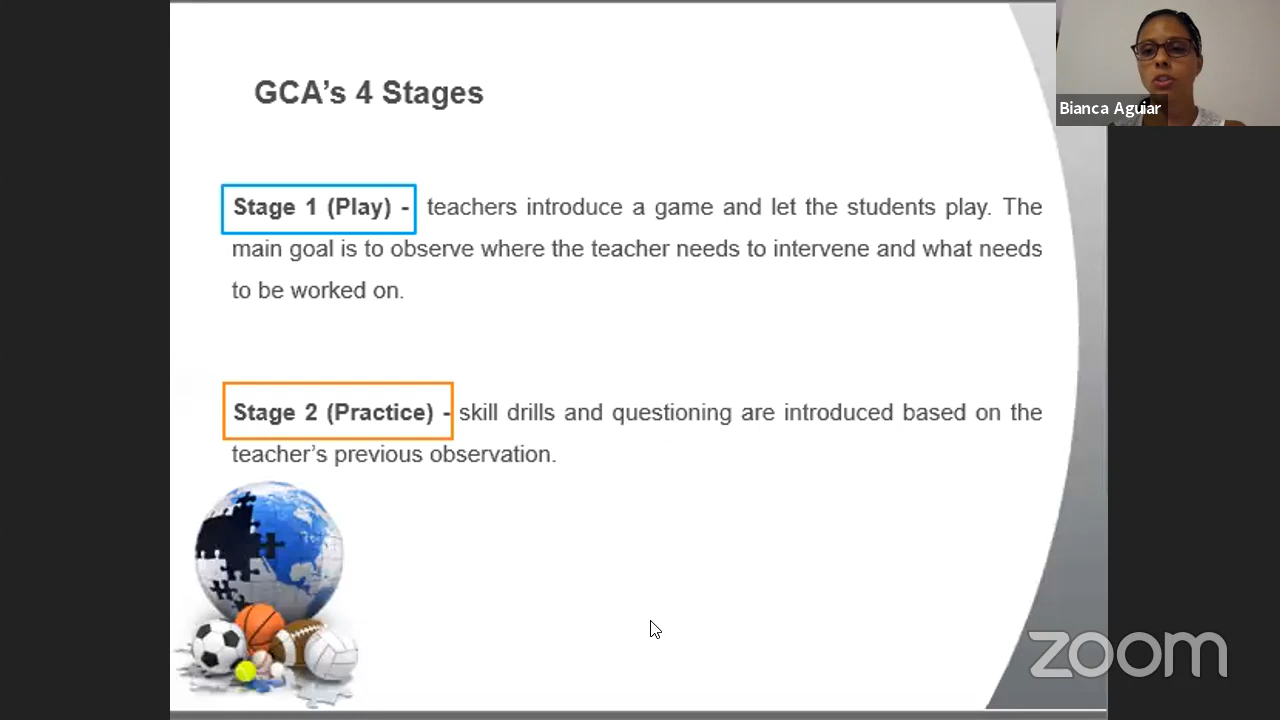 GCA's 4 Stages
Bianca Aguiar
Stage 1 (Play) - teachers introduce a game and let the students play. The
main goal is to observe where the teacher needs to intervene and what needs
to be worked on.
Stage 2 (Practice) - skill drills and questioning are introduced based on the
teacher's previous observation.
zoom